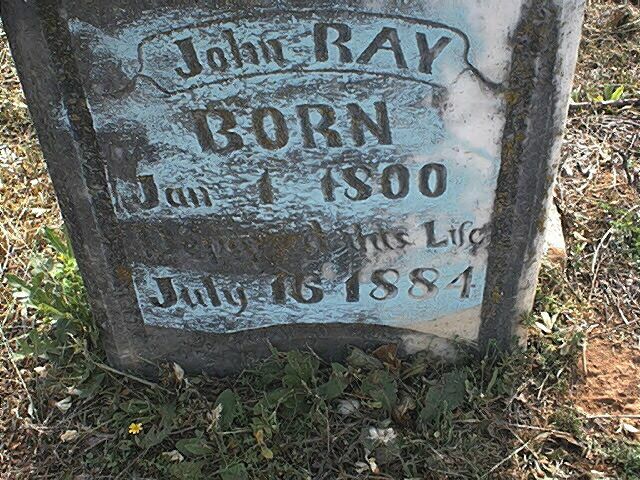 John RAY
BORN
Jan 1 1800
this Life
July 16 1884